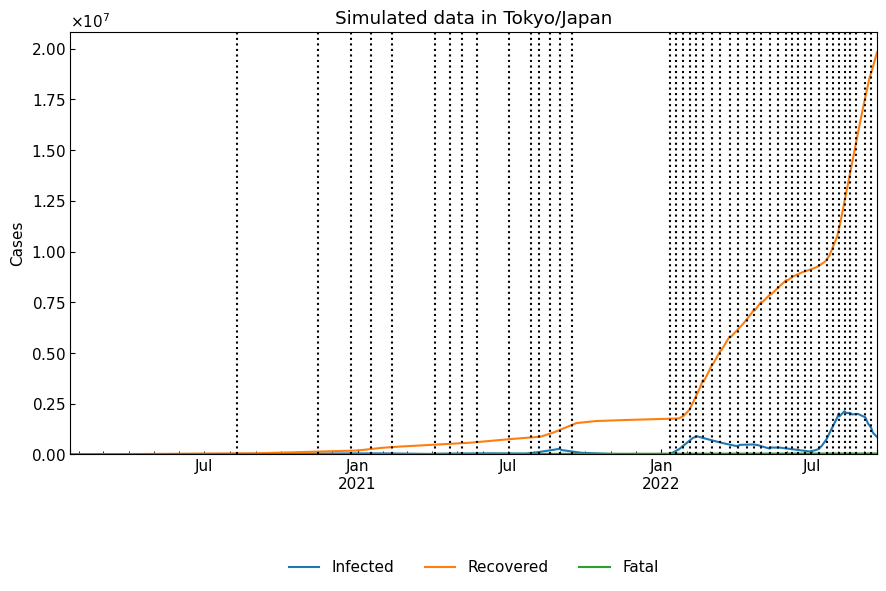 Simulated data in Tokyo/Japan
×10⁷
2.00
1.75
1.50
1.25
1.00
0.75
0.50
0.25
0.00
Cases
Jul Jan Jul Jan Jul
2021 2022
Infected Recovered Fatal